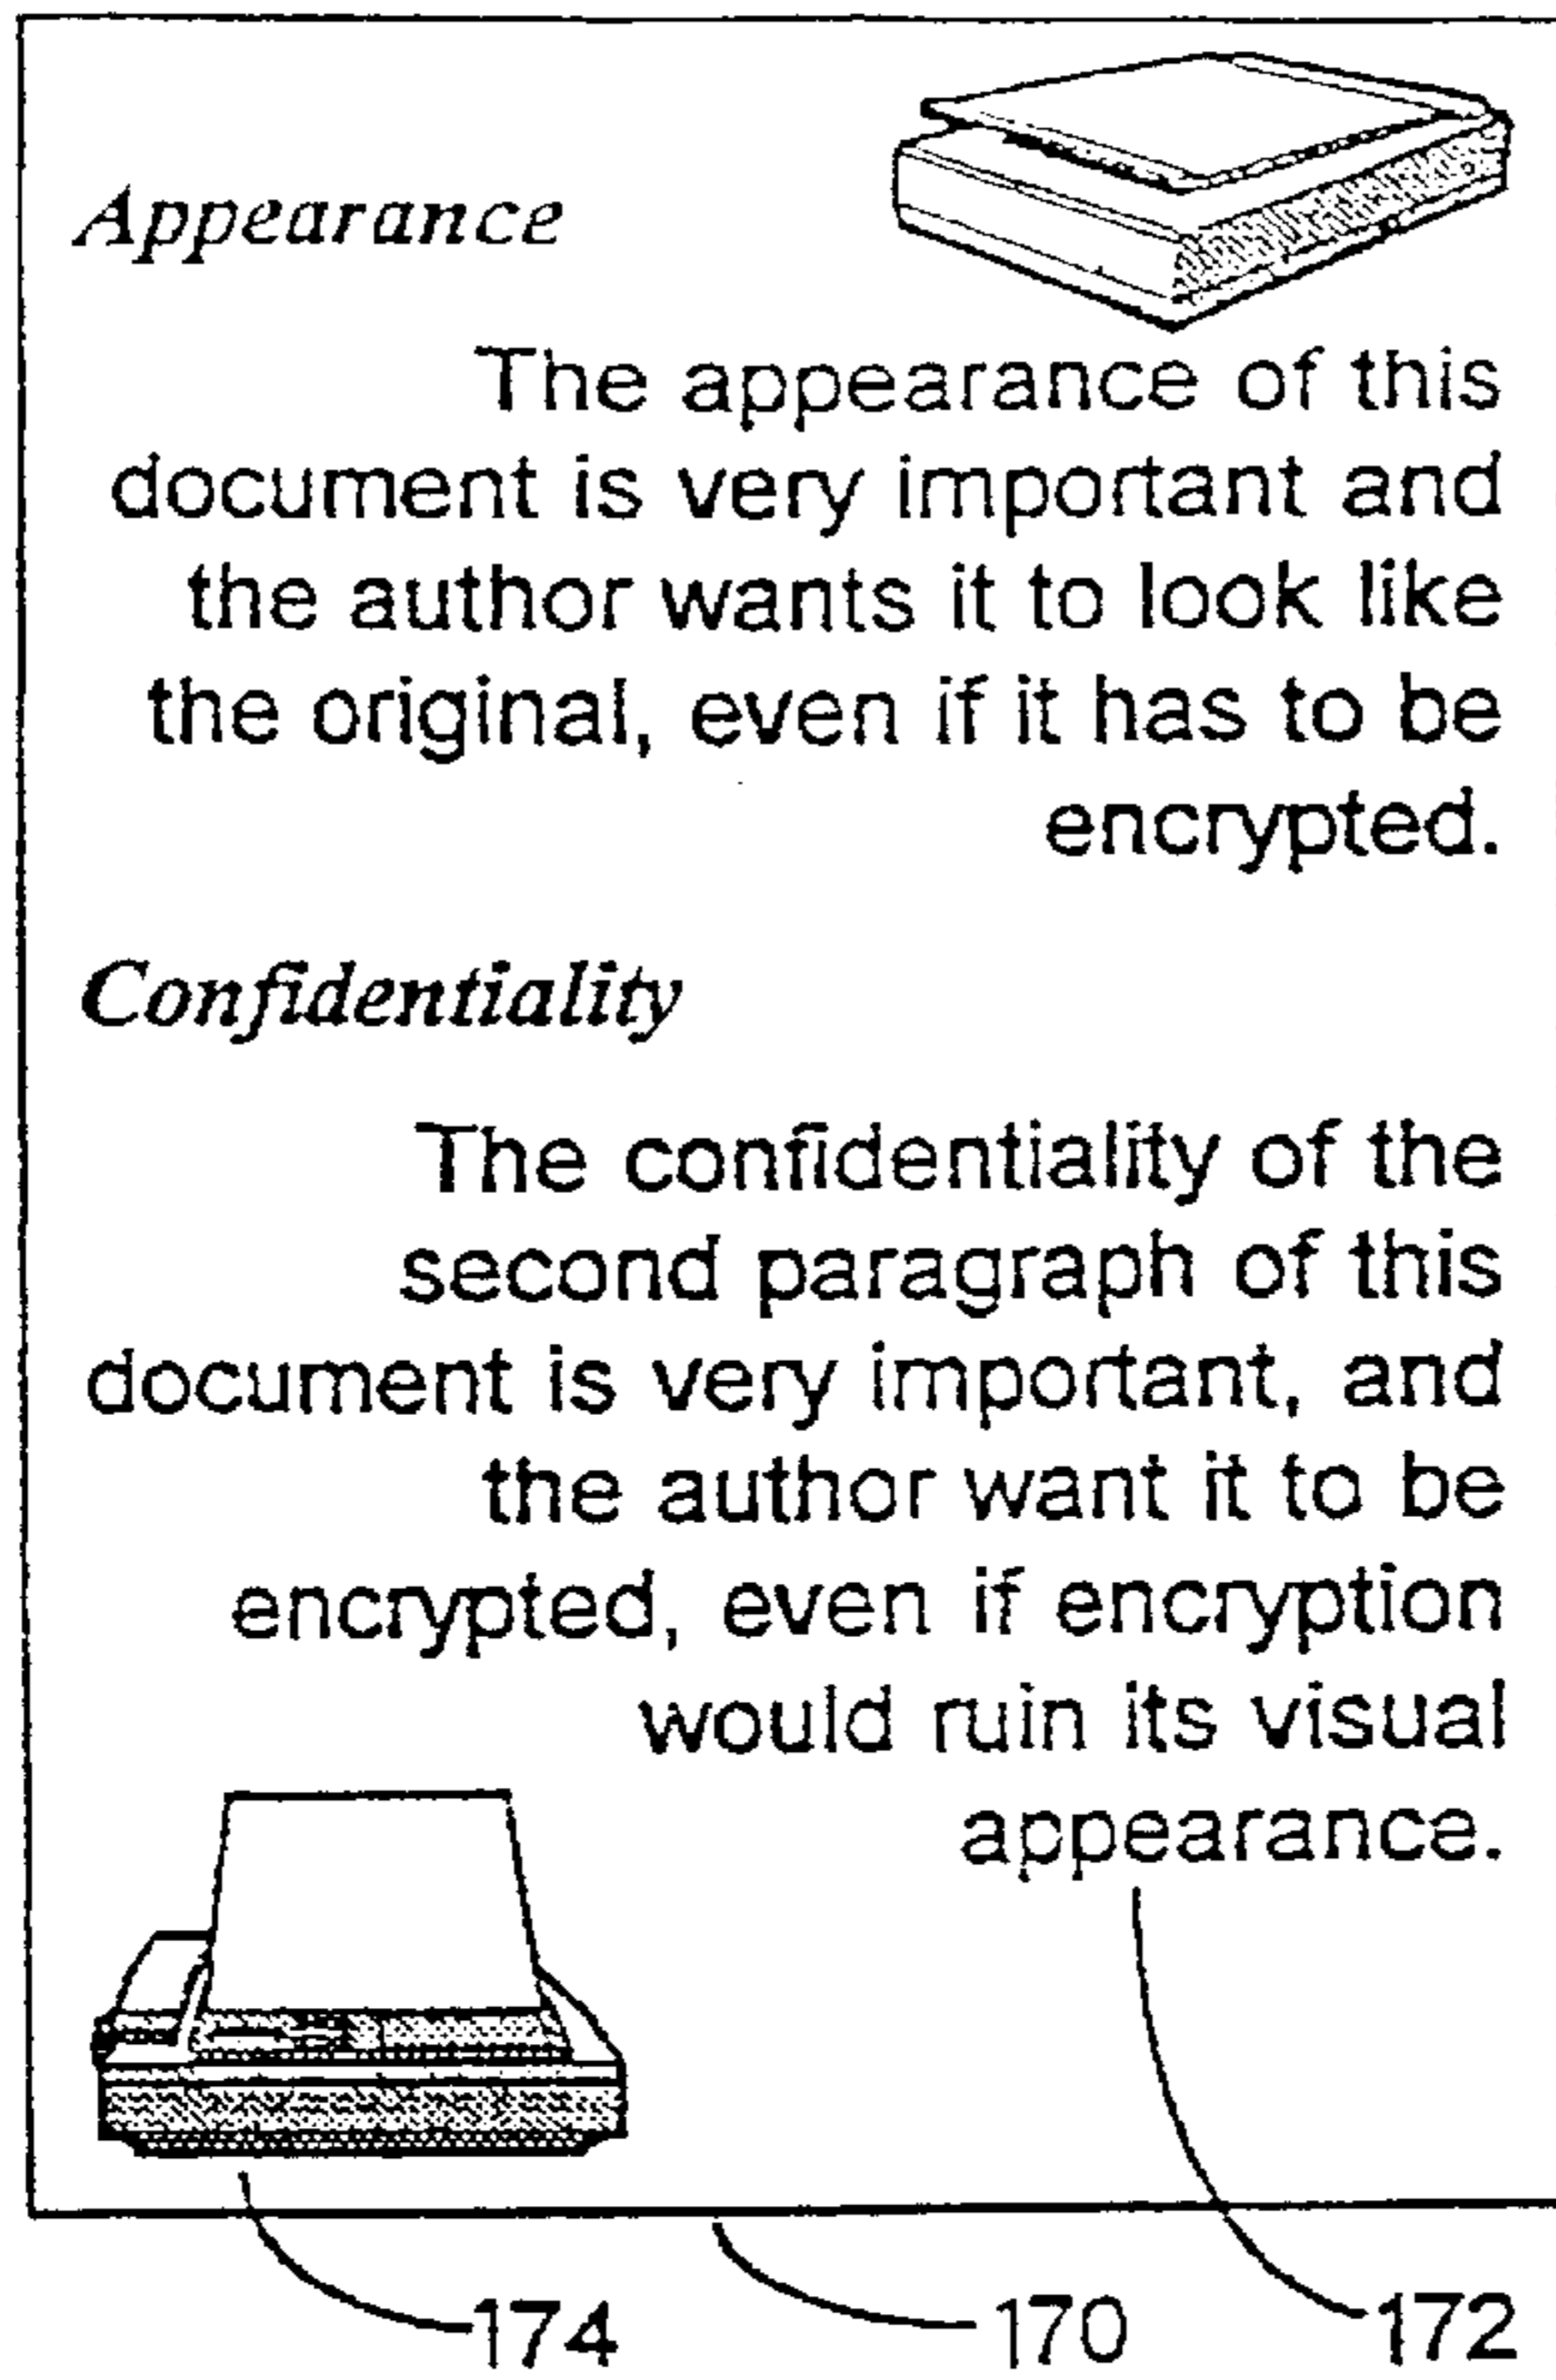 Appearance
The appearance of this
document is very important and
the author wants it to look like
the original, even if it has to be
encrypted.
Confidentiality
The confidentiality of the
second paragraph of this
document is very important, and
the author want it to be
encrypted, even if encryption
would ruin its visual
appearance.
174 170 172